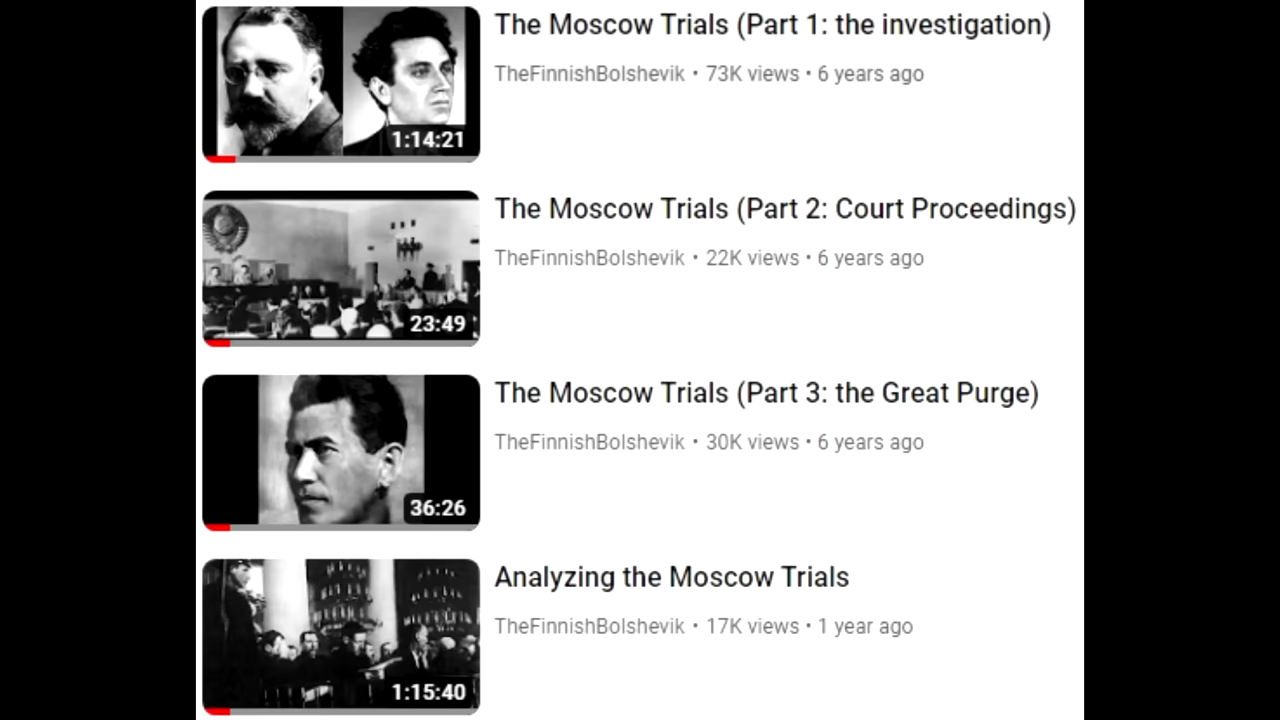 The Moscow Trials (Part 1: the investigation)
TheFinnishBolshevik • 73K views • 6 years ago
1:14:21
The Moscow Trials (Part 2: Court Proceedings)
TheFinnishBolshevik • 22K views • 6 years ago
23:49
The Moscow Trials (Part 3: the Great Purge)
TheFinnishBolshevik • 30K views • 6 years ago
36:26
Analyzing the Moscow Trials
TheFinnishBolshevik • 17K views • 1 year ago
1:15:40